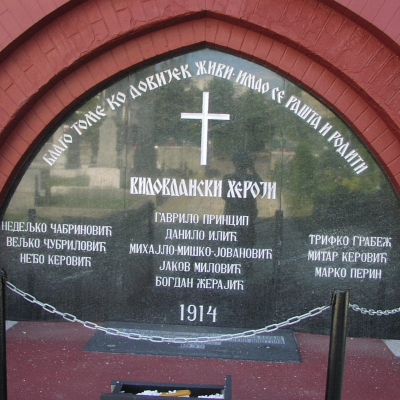 БЛАГО ТОМЕ КО ДОВИЈЕК ЖИВИ·ИМАО СЕ РАШТА И РОДИТИ
ВИДОВДАНСКИ ХЕРОЈИ
НЕДЕЉКО ЧАБРИНОВИЋ
ВЕЉКО ЧУБРИЛОВИЋ
НЕЂО КЕРОВИЋ
ГАВРИЛО ПРИНЦИП
ДАНИЛО ИЛИЋ
МИХАЈЛО-МИШКО-ЈОВАНОВИЋ
ЈАКОВ МИЛОВИЋ
БОГДАН ЖЕРАЈИЋ
ТРИФКО ГРАБЕЖ
МИТАР КЕРОВИЋ
МАРКО ПЕРИН
1914